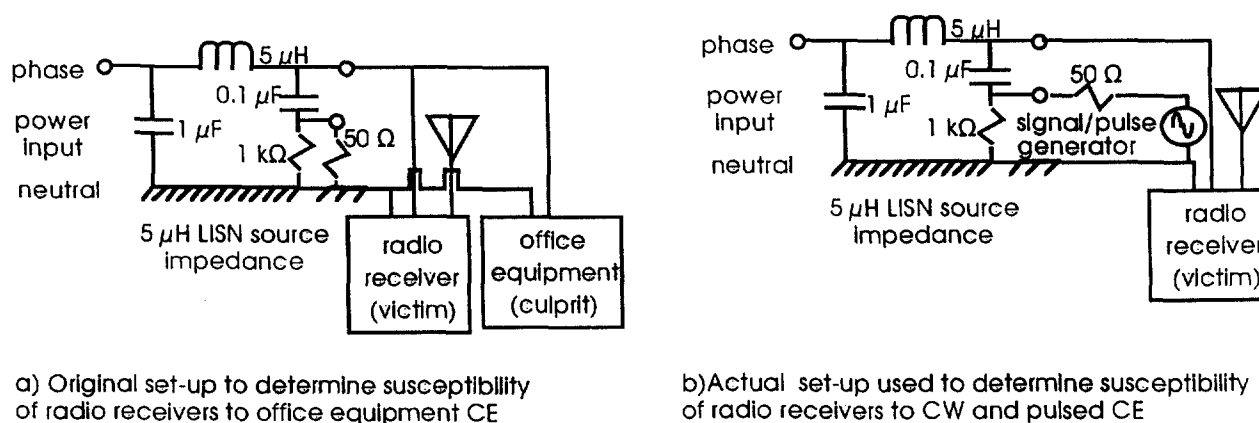 5 µH
phase
0.1 µF
1 µF
50 Ω
power
input
1 kΩ
neutral
5 µH LISN source
impedance
radio
receiver
(victim)
office
equipment
(culprit)
a) Original set-up to determine susceptibility
of radio receivers to office equipment CE
5 µH
phase
0.1 µF
50 Ω
1 µF
power
input
1 kΩ
signal/pulse
generator
neutral
5 µH LISN source
impedance
radio
receiver
(victim)
b)Actual set-up used to determine susceptibility
of radio receivers to CW and pulsed CE